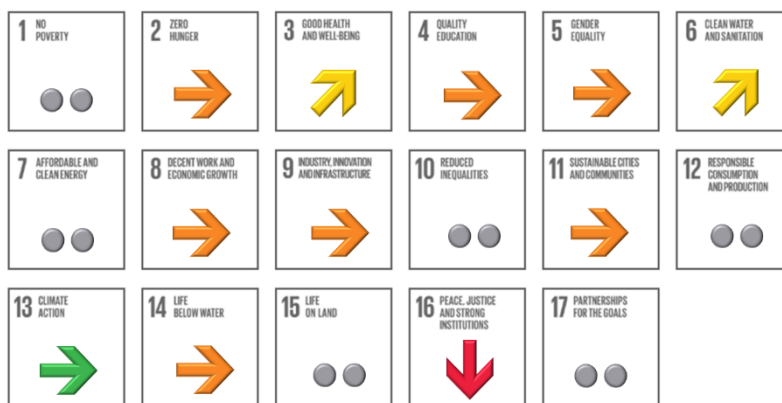 1 NO
POVERTY
2 ZERO
HUNGER
3 GOOD HEALTH
AND WELL-BEING
4 QUALITY
EDUCATION
5 GENDER
EQUALITY
6 CLEAN WATER
AND SANITATION
7 AFFORDABLE AND
CLEAN ENERGY
8 DECENT WORK AND
ECONOMIC GROWTH
9 INDUSTRY, INNOVATION
AND INFRASTRUCTURE
10 REDUCED
INEQUALITIES
11 SUSTAINABLE CITIES
AND COMMUNITIES
12 RESPONSIBLE
CONSUMPTION
AND PRODUCTION
13 CLIMATE
ACTION
14 LIFE
BELOW WATER
15 LIFE
ON LAND
16 PEACE, JUSTICE
AND STRONG
INSTITUTIONS
17 PARTNERSHIPS
FOR THE GOALS